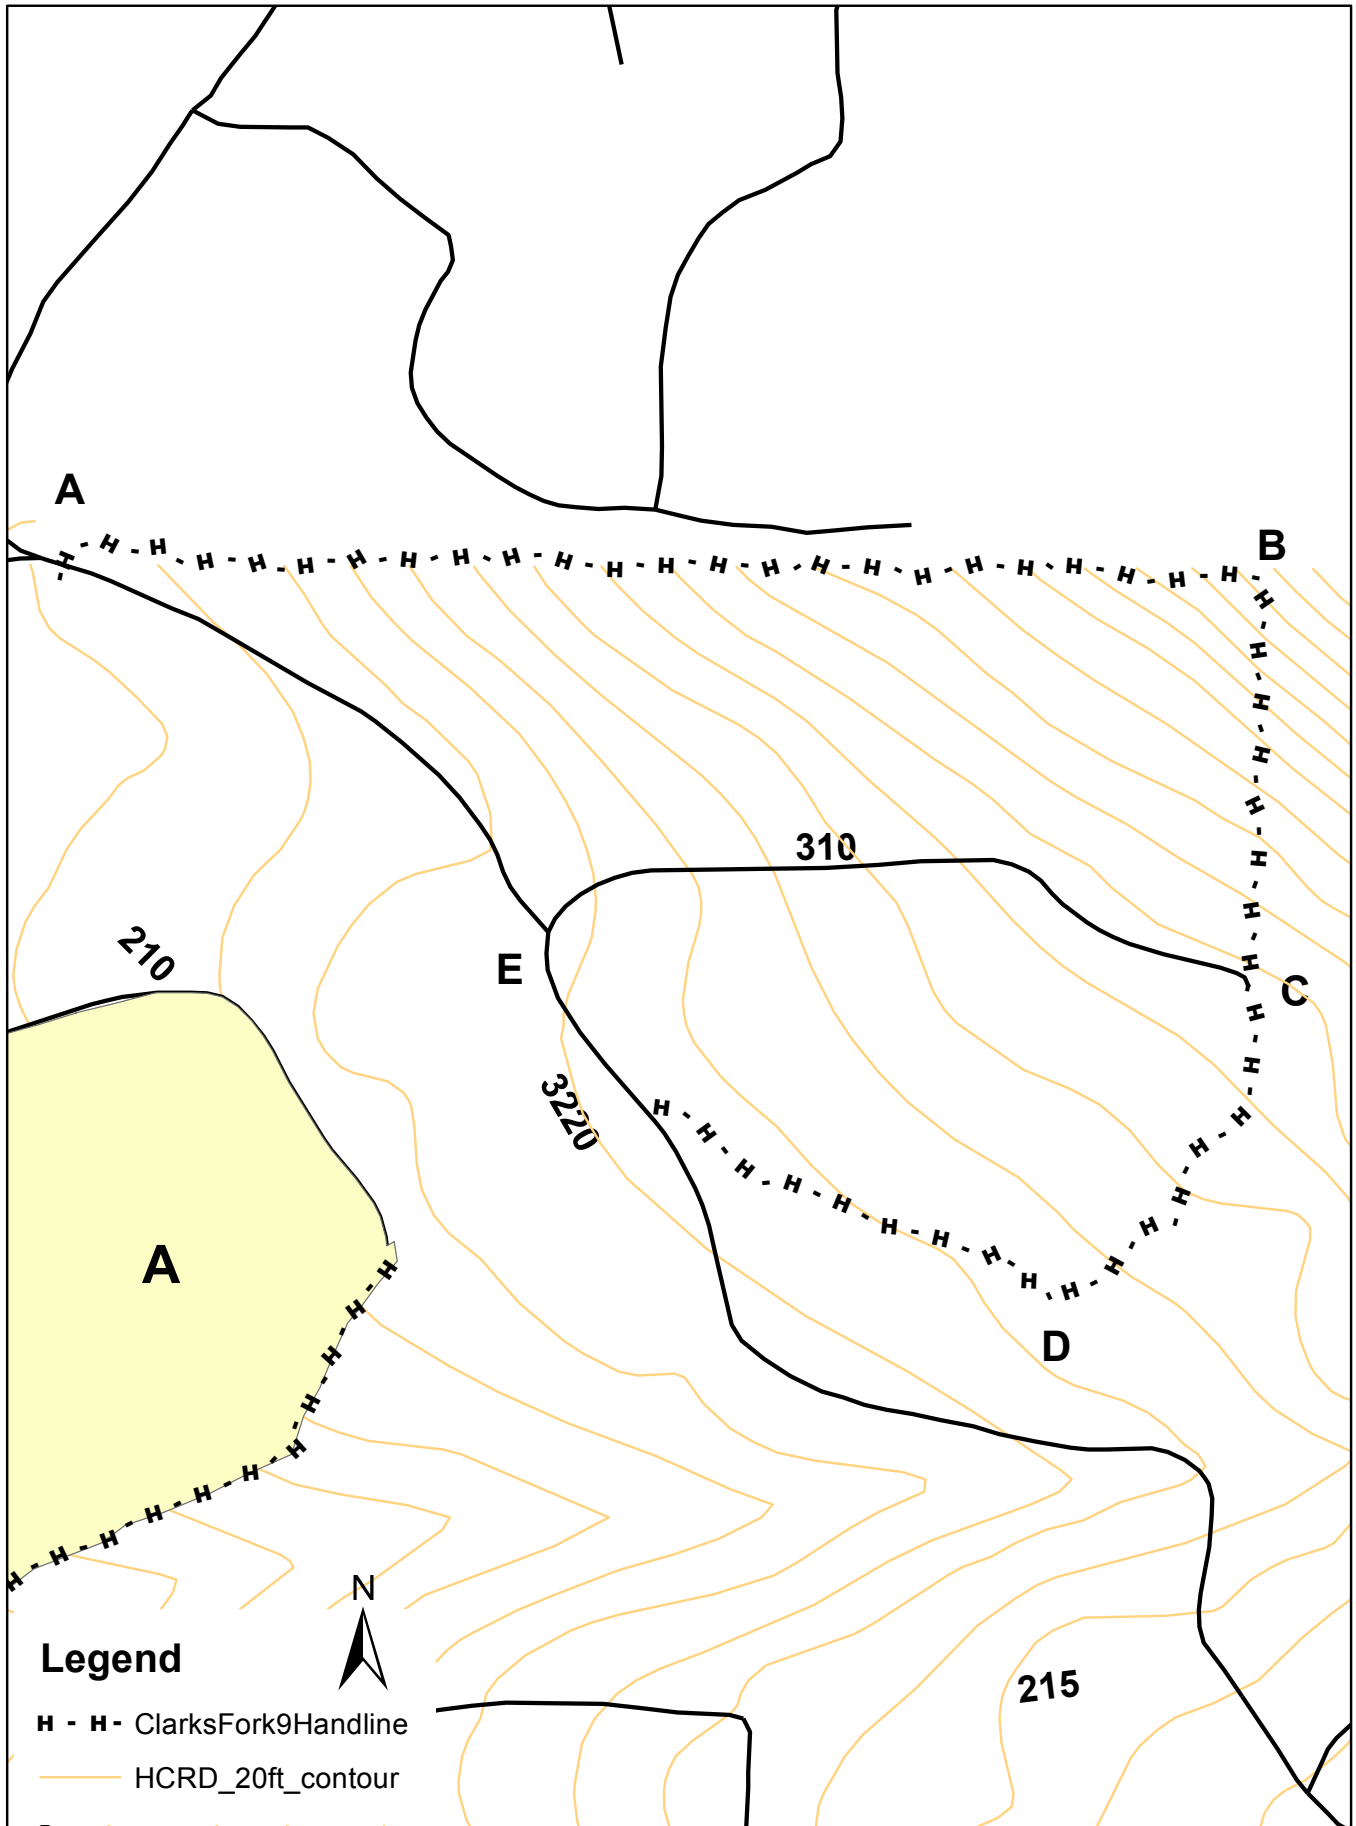 A
B
310
210
E
C
3220
A
D
N
Legend
215
H - H - ClarksFork9Handline
HCRD_20ft_contour